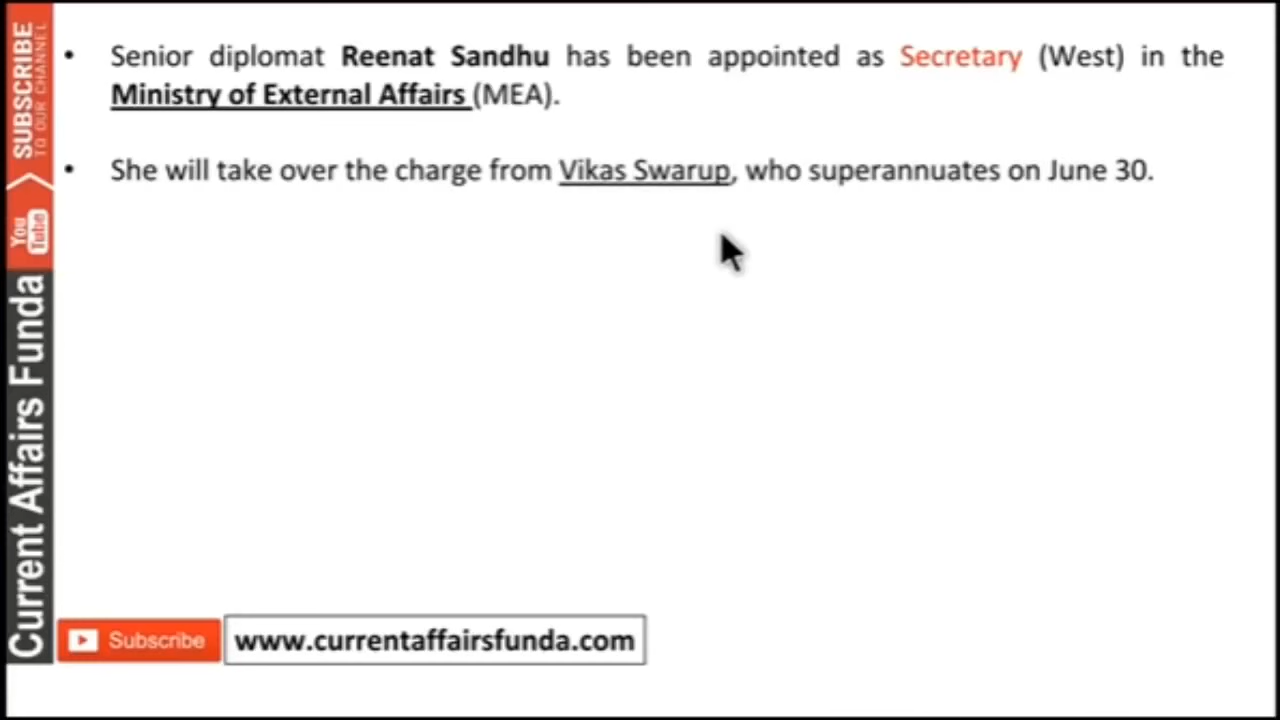 • Senior diplomat Reenat Sandhu has been appointed as Secretary (West) in the
Ministry of External Affairs (MEA).
• She will take over the charge from Vikas Swarup, who superannuates on June 30.
SUBSCRIBE
TO OUR CHANNEL
You
Tube
Current Affairs Funda
Subscribe
www.currentaffairsfunda.com